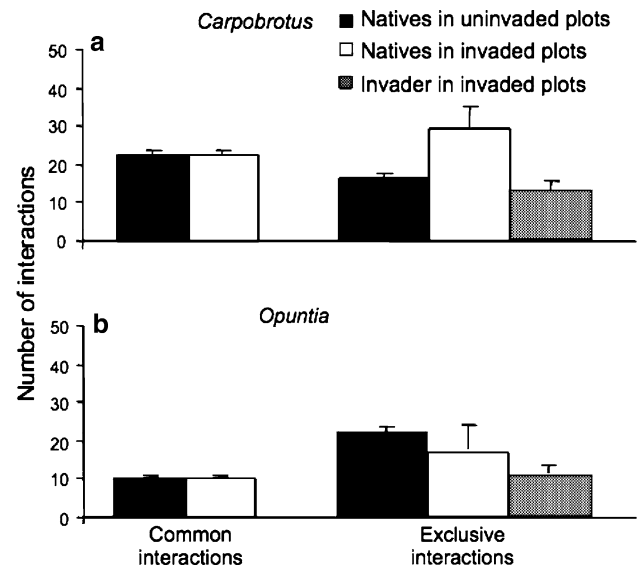 a
Carpobrotus
Natives in uninvaded plots
Natives in invaded plots
Invader in invaded plots
50
40
30
20
10
0
Number of interactions
b
Opuntia
50
40
30
20
10
0
Common
interactions
Exclusive
interactions